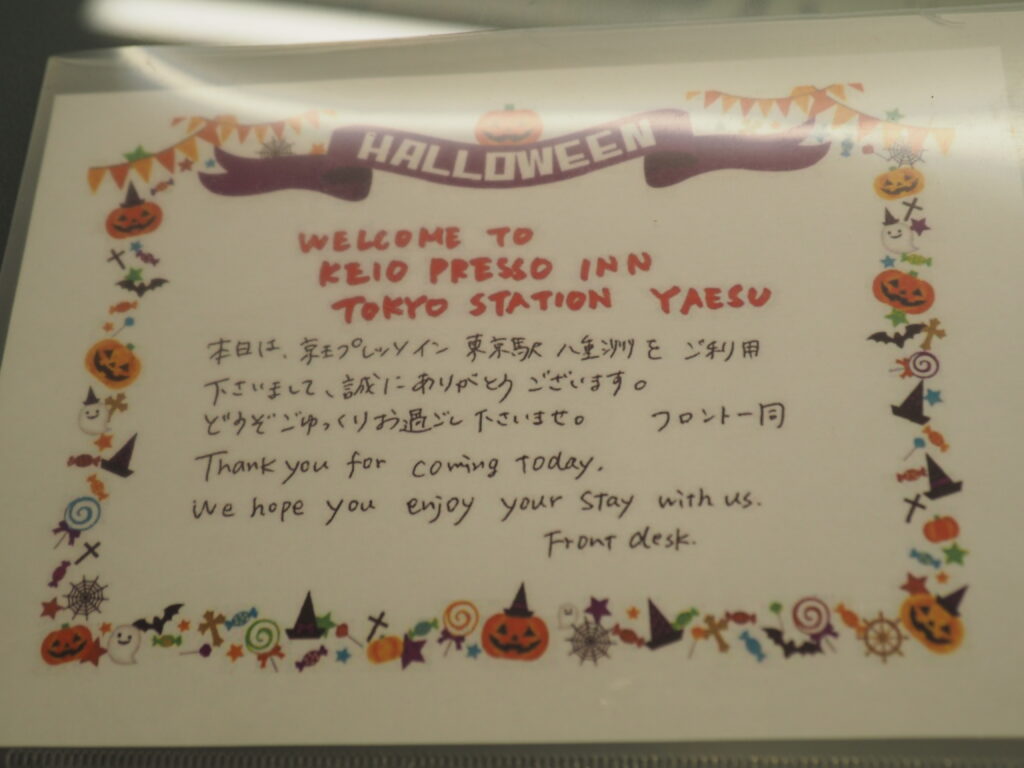 HALLOWEEN
WELCOME TO
KEIO PRESSO INN
TOKYO STATION YAESU
本日は、京王プレッソイン 東京駅 八重洲を ご利用
下さいまして、誠にありがとうございます。
どうぞごゆっくりお過ごし下さいませ。 フロント一同
Thank you for coming today.
We hope you enjoy your stay with us.
Front desk.